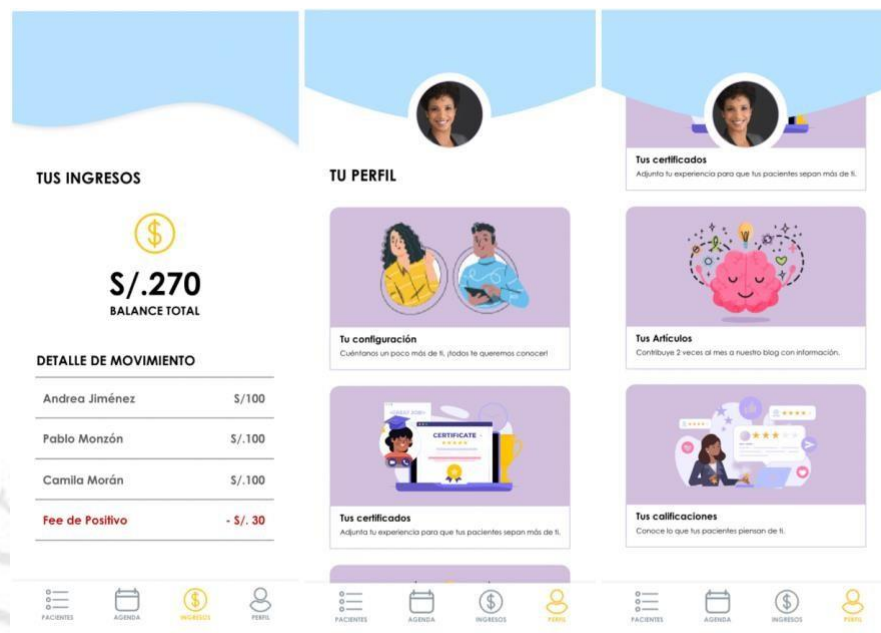 TUS INGRESOS
S/.270
BALANCE TOTAL
DETALLE DE MOVIMIENTO
Andrea Jiménez S/100
Pablo Monzón S/.100
Camila Morán S/.100
Fee de Positivo - S/. 30
PACIENTES AGENDA INGRESOS PERFIL
TU PERFIL
Tu configuración
Cuéntanos un poco más de ti, ¡todos te queremos conocer!
CERTIFICATE
Tus certificados
Adjunta tu experiencia para que tus pacientes sepan más de ti.
PACIENTES AGENDA INGRESOS PERFIL
Tus certificados
Adjunta tu experiencia para que tus pacientes sepan más de ti.
Tus Artículos
Contribuye 2 veces al mes a nuestro blog con información.
Tus calificaciones
Conoce lo que tus pacientes piensan de ti.
PACIENTES AGENDA INGRESOS PERFIL